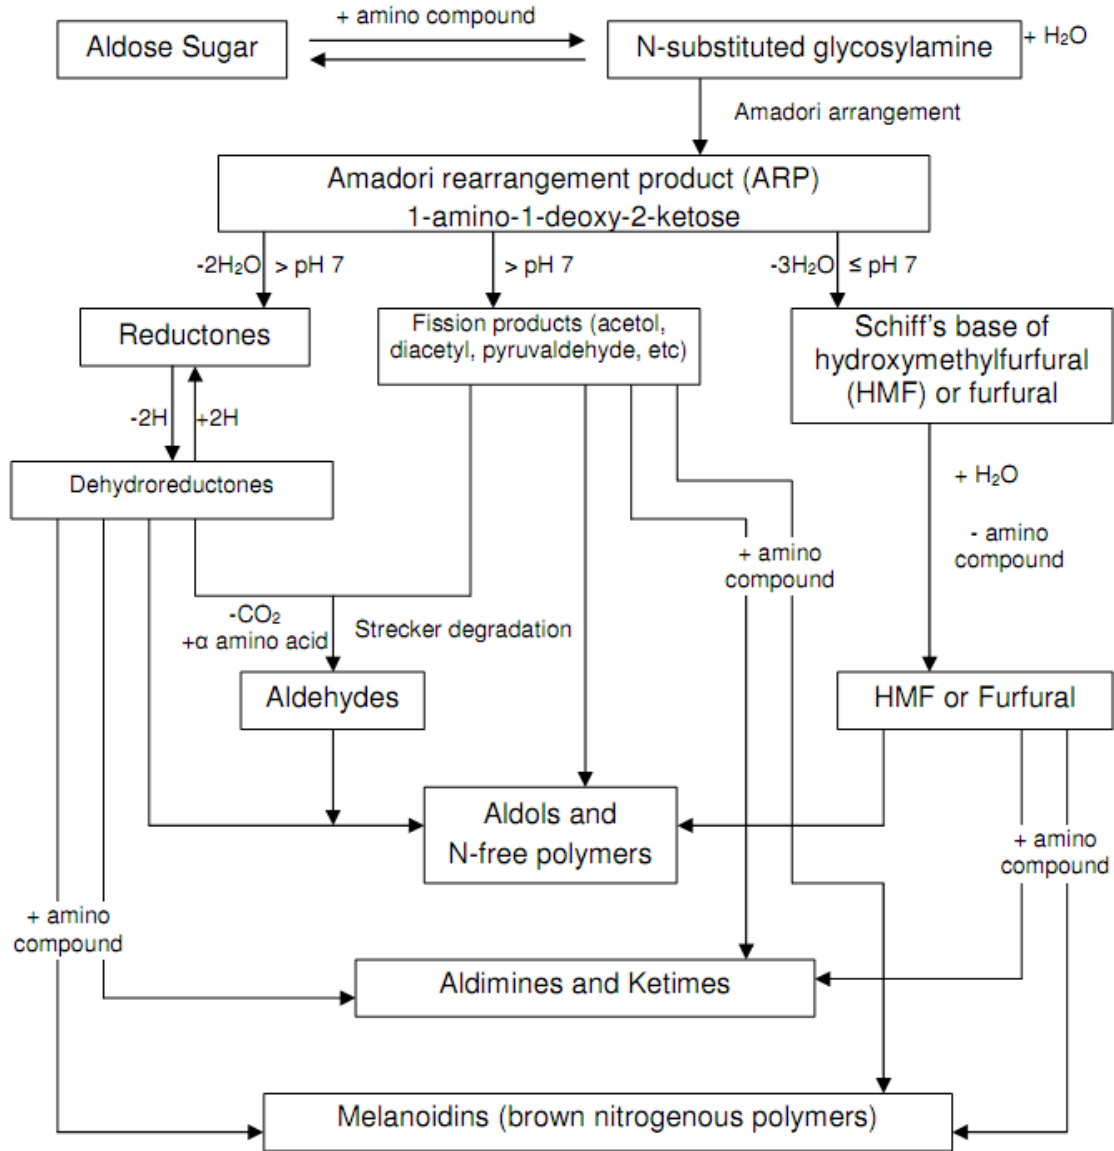 + amino compound
Aldose Sugar
N-substituted glycosylamine
+ H₂O
Amadori arrangement
Amadori rearrangement product (ARP)
1-amino-1-deoxy-2-ketose
-2H₂O > pH 7
> pH 7
-3H₂O ≤ pH 7
Reductones
Fission products (acetol,
diacetyl, pyruvaldehyde, etc)
Schiff's base of
hydroxymethylfurfural
(HMF) or furfural
-2H
+2H
Dehydroreductones
+ H₂O
- amino
compound
+ amino
compound
-CO₂
+α amino acid
Strecker degradation
Aldehydes
HMF or Furfural
Aldols and
N-free polymers
+ amino
compound
+ amino
compound
Aldimines and Ketimes
Melanoidins (brown nitrogenous polymers)